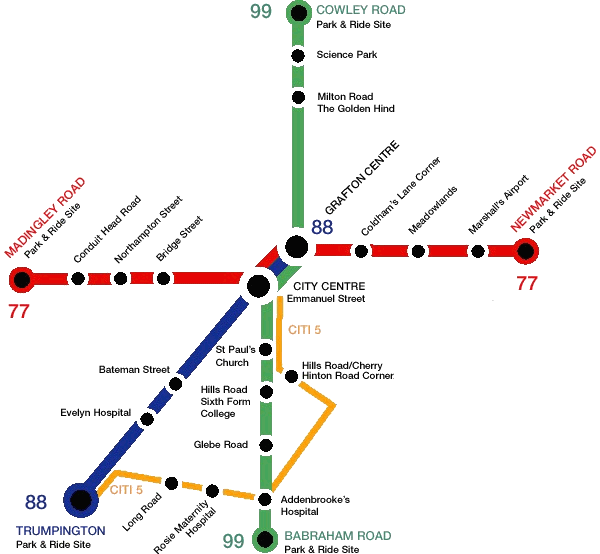 99
COWLEY ROAD
Park & Ride Site
Science Park
Milton Road
The Golden Hind
MADINGLEY ROAD
Park & Ride Site
Conduit Head Road
Northampton Street
Bridge Street
88
GRAFTON CENTRE
Coldham's Lane Corner
Meadowlands
Marshall's Airport
NEWMARKET ROAD
Park & Ride Site
77
77
CITY CENTRE
Emmanuel Street
CITI 5
St Paul's
Church
Hills Road/Cherry
Hinton Road Corner
Bateman Street
Hills Road
Sixth Form
College
Evelyn Hospital
Glebe Road
88
CITI 5
Long Road
Rosie Maternity
Hospital
Addenbrooke's
Hospital
TRUMPINGTON
Park & Ride Site
99
BABRAHAM ROAD
Park & Ride Site